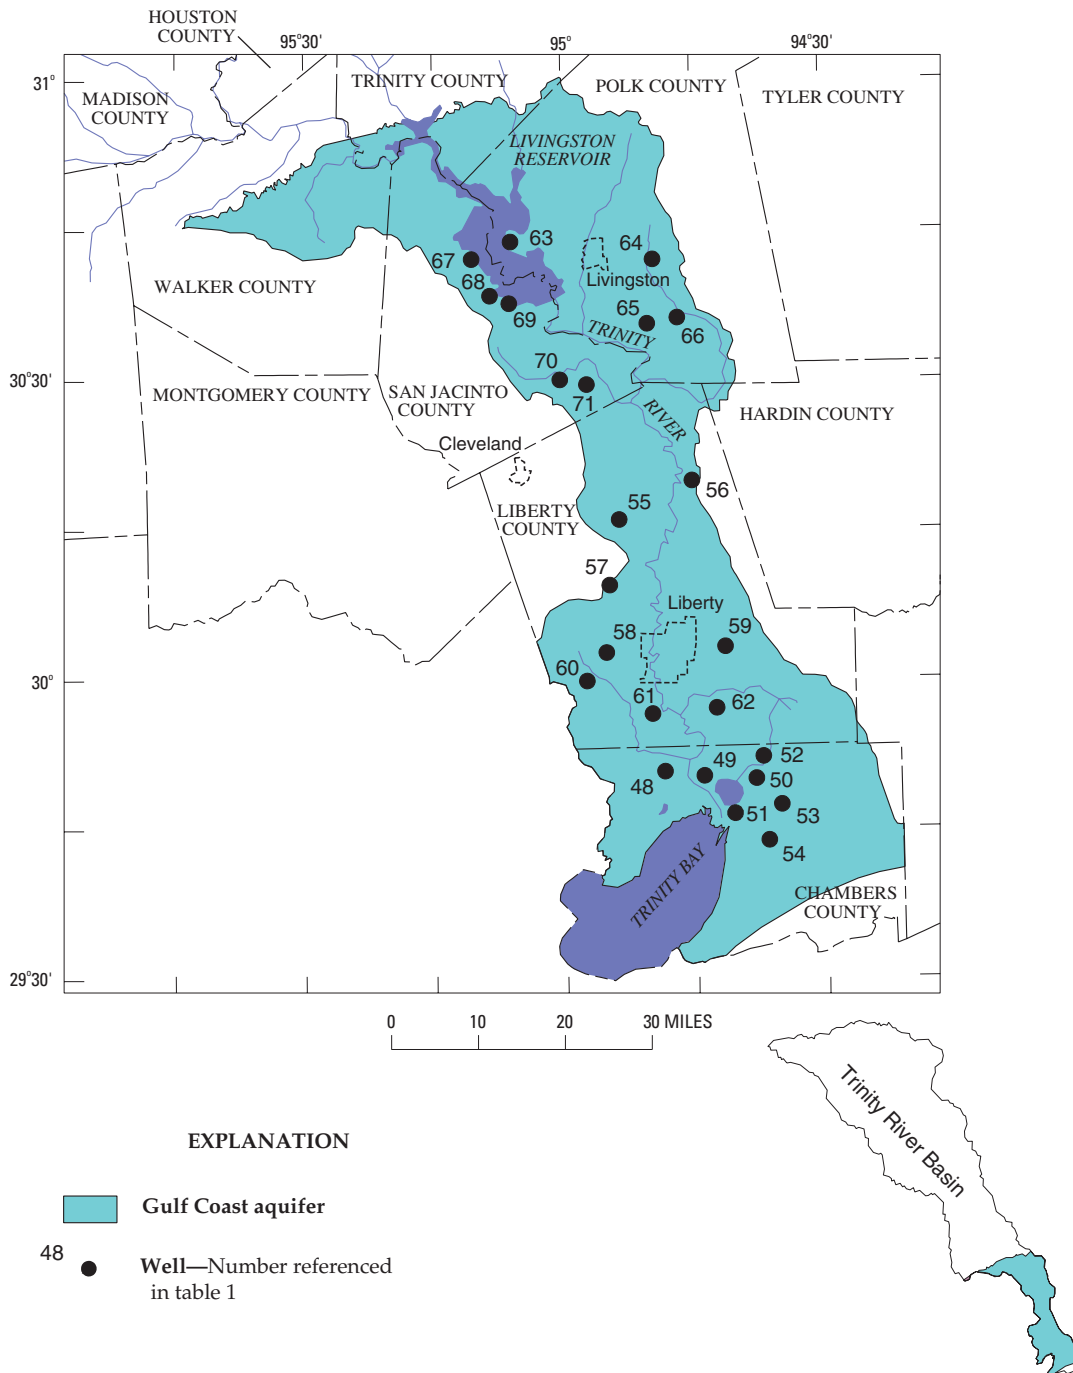 HOUSTON
COUNTY
95°30'
95°
94°30'
31°
TRINITY COUNTY
POLK COUNTY
TYLER COUNTY
MADISON
COUNTY
LIVINGSTON
RESERVOIR
63
64
67
WALKER COUNTY
68
Livingston
69
65
66
TRINITY
70
30°30'
MONTGOMERY COUNTY
SAN JACINTO
COUNTY
71
RIVER
HARDIN COUNTY
Cleveland
56
55
LIBERTY
COUNTY
57
Liberty
58
59
60
30°
61
62
52
49
48
50
51
53
54
TRINITY BAY
CHAMBERS
COUNTY
29°30'
0 10 20 30 MILES
Trinity River Basin
EXPLANATION
Gulf Coast aquifer
48
Well—Number referenced
in table 1